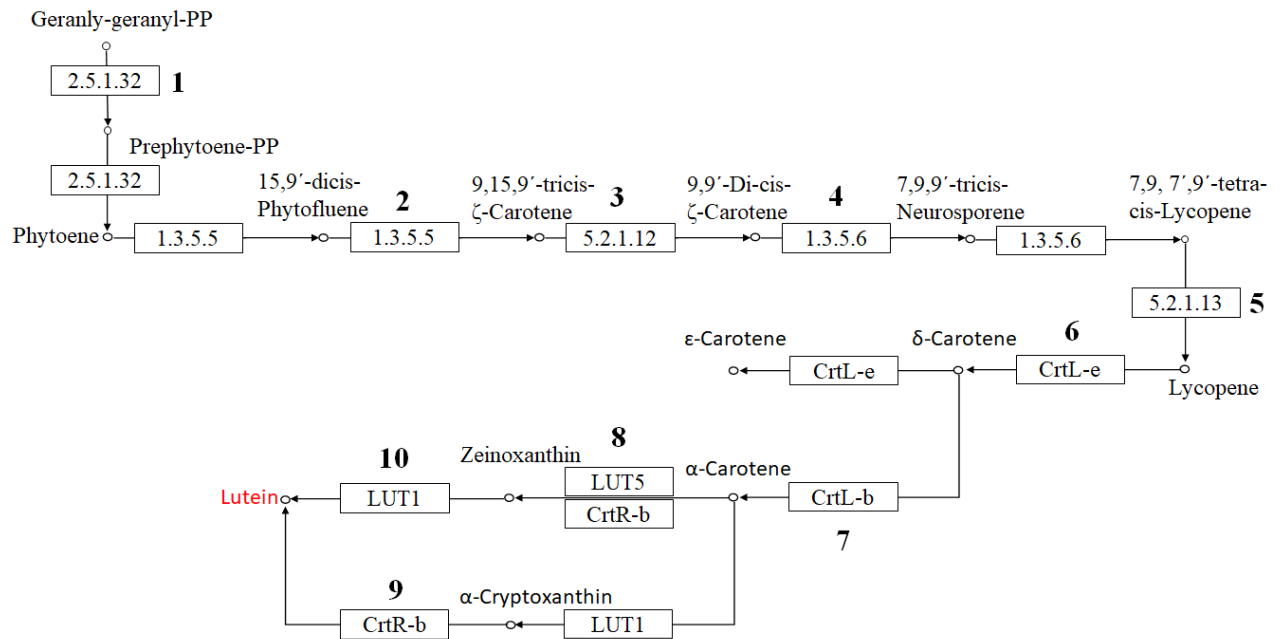 Geranly-geranyl-PP
2.5.1.32 1
Prephytoene-PP
2.5.1.32
15,9´-dicis-
Phytofluene
2
9,15,9´-tricis-
ζ-Carotene
3
9,9´-Di-cis-
ζ-Carotene
4
7,9,9´-tricis-
Neurosporene
7,9, 7´,9´-tetra-
cis-Lycopene
Phytoene 1.3.5.5 1.3.5.5 5.2.1.12 1.3.5.6 1.3.5.6
5.2.1.13 5
ε-Carotene δ-Carotene 6
CrtL-e CrtL-e
Lycopene
10 Zeinoxanthin 8 α-Carotene
LUT5
Lutein LUT1 CrtL-b
CrtR-b
7
9 α-Cryptoxanthin
CrtR-b LUT1